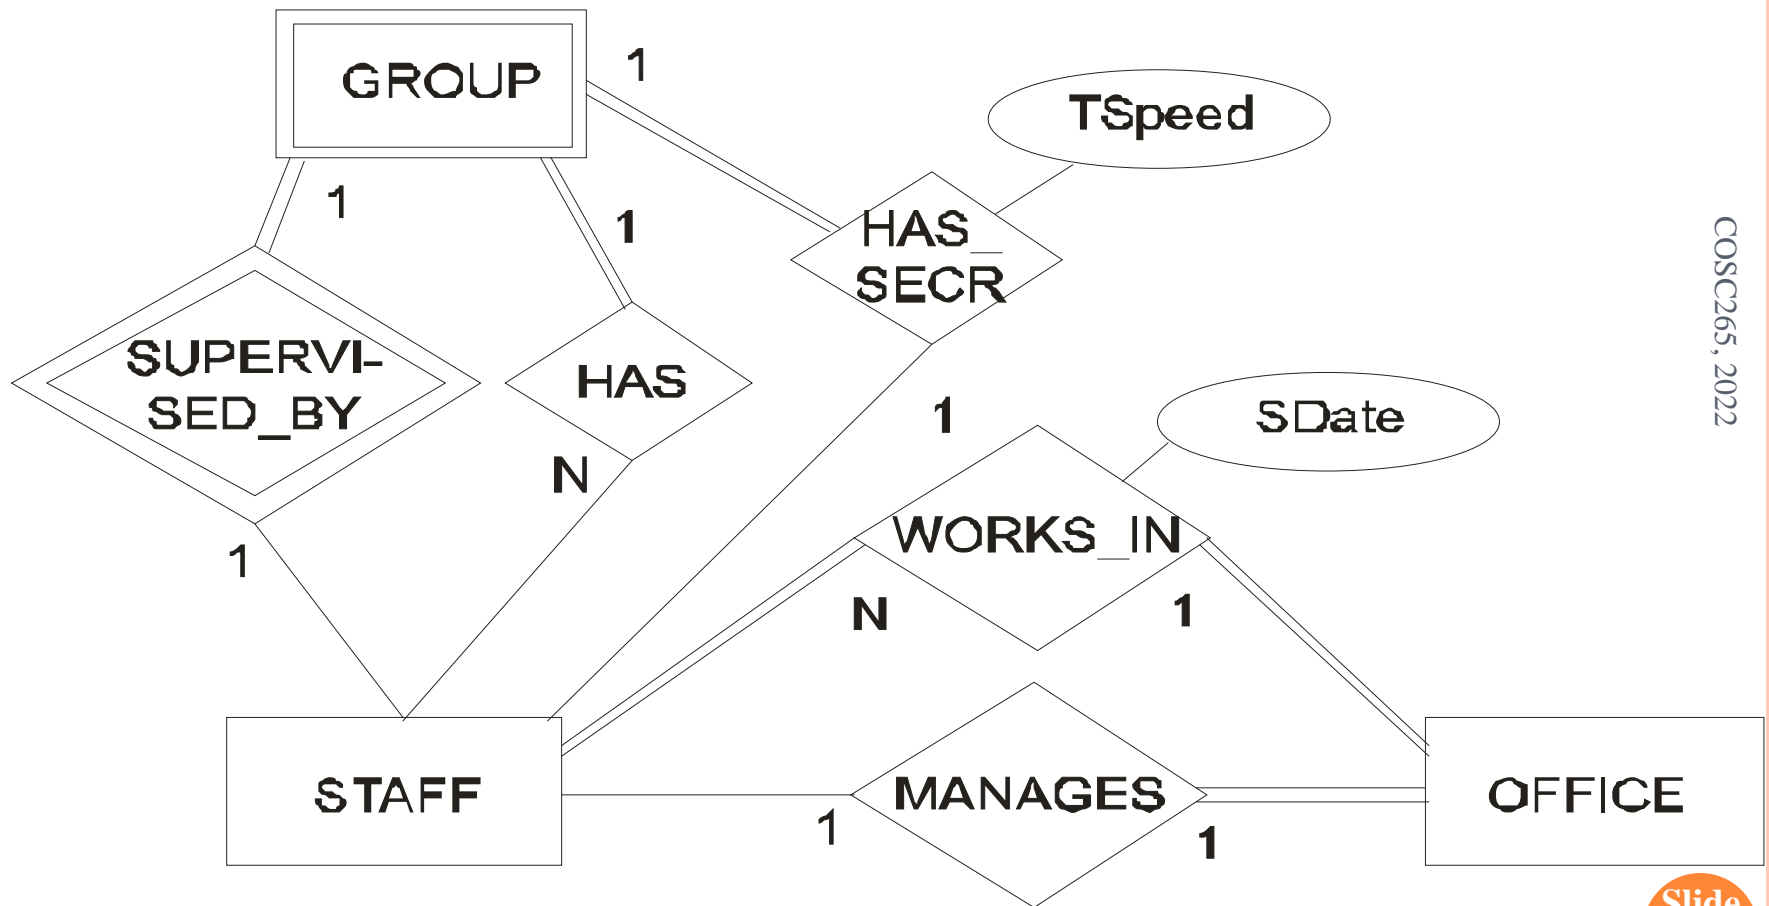 GROUP
1
TSpeed
1
1
HAS_
SECR
SUPERVI-
SED_BY
HAS
1
SDate
N
1
WORKS_IN
N
1
STAFF
1
MANAGES
1
OFFICE
COSC265, 2022
Slide